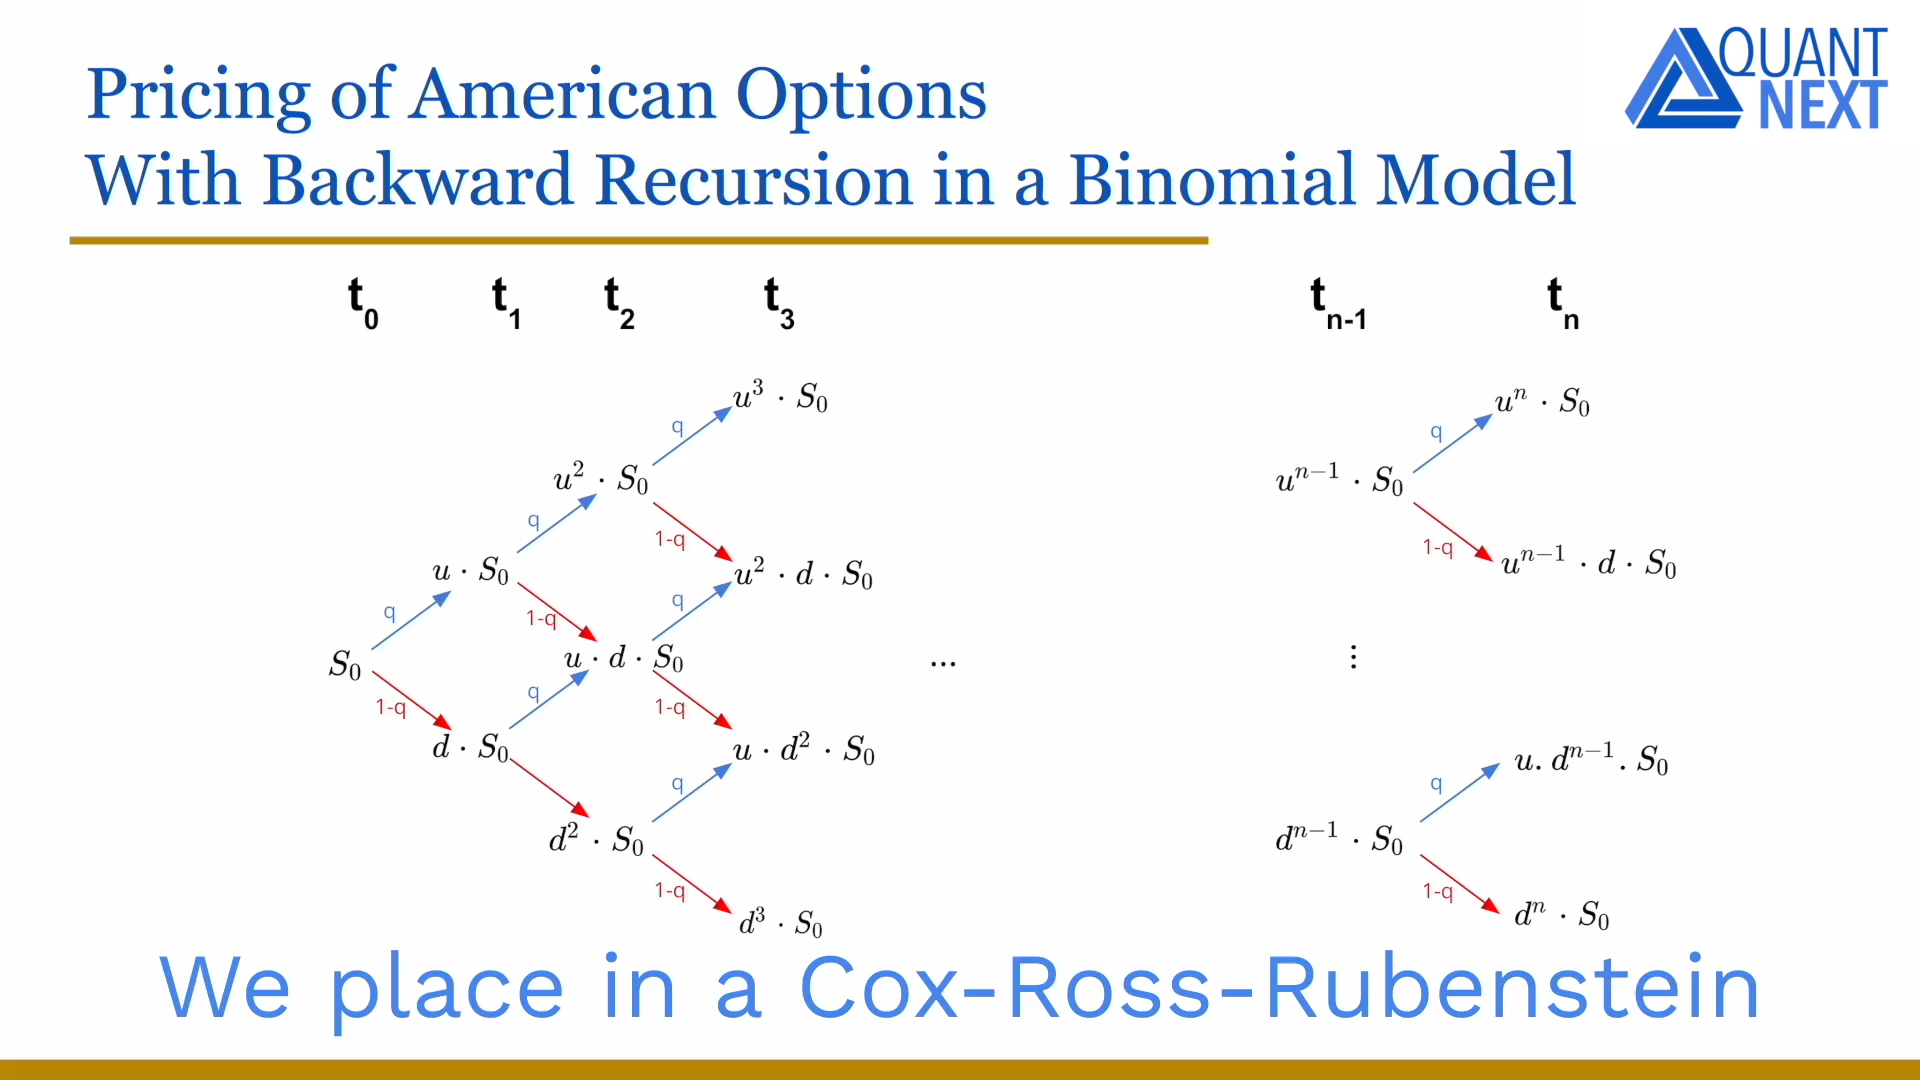 Pricing of American Options
With Backward Recursion in a Binomial Model
QUANT
NEXT
t₀ t₁ t₂ t₃ tₙ₋₁ tₙ
u³ · S₀
uⁿ · S₀
q
q
u² · S₀
uⁿ⁻¹ · S₀
q
1-q
1-q
u · S₀
u² · d · S₀
uⁿ⁻¹ · d · S₀
q
q
1-q
S₀
u · d · S₀
...
⋮
q
1-q
1-q
d · S₀
u · d² · S₀
u. dⁿ⁻¹. S₀
q
q
d² · S₀
dⁿ⁻¹ · S₀
1-q
1-q
d³ · S₀
dⁿ · S₀
We place in a Cox-Ross-Rubenstein